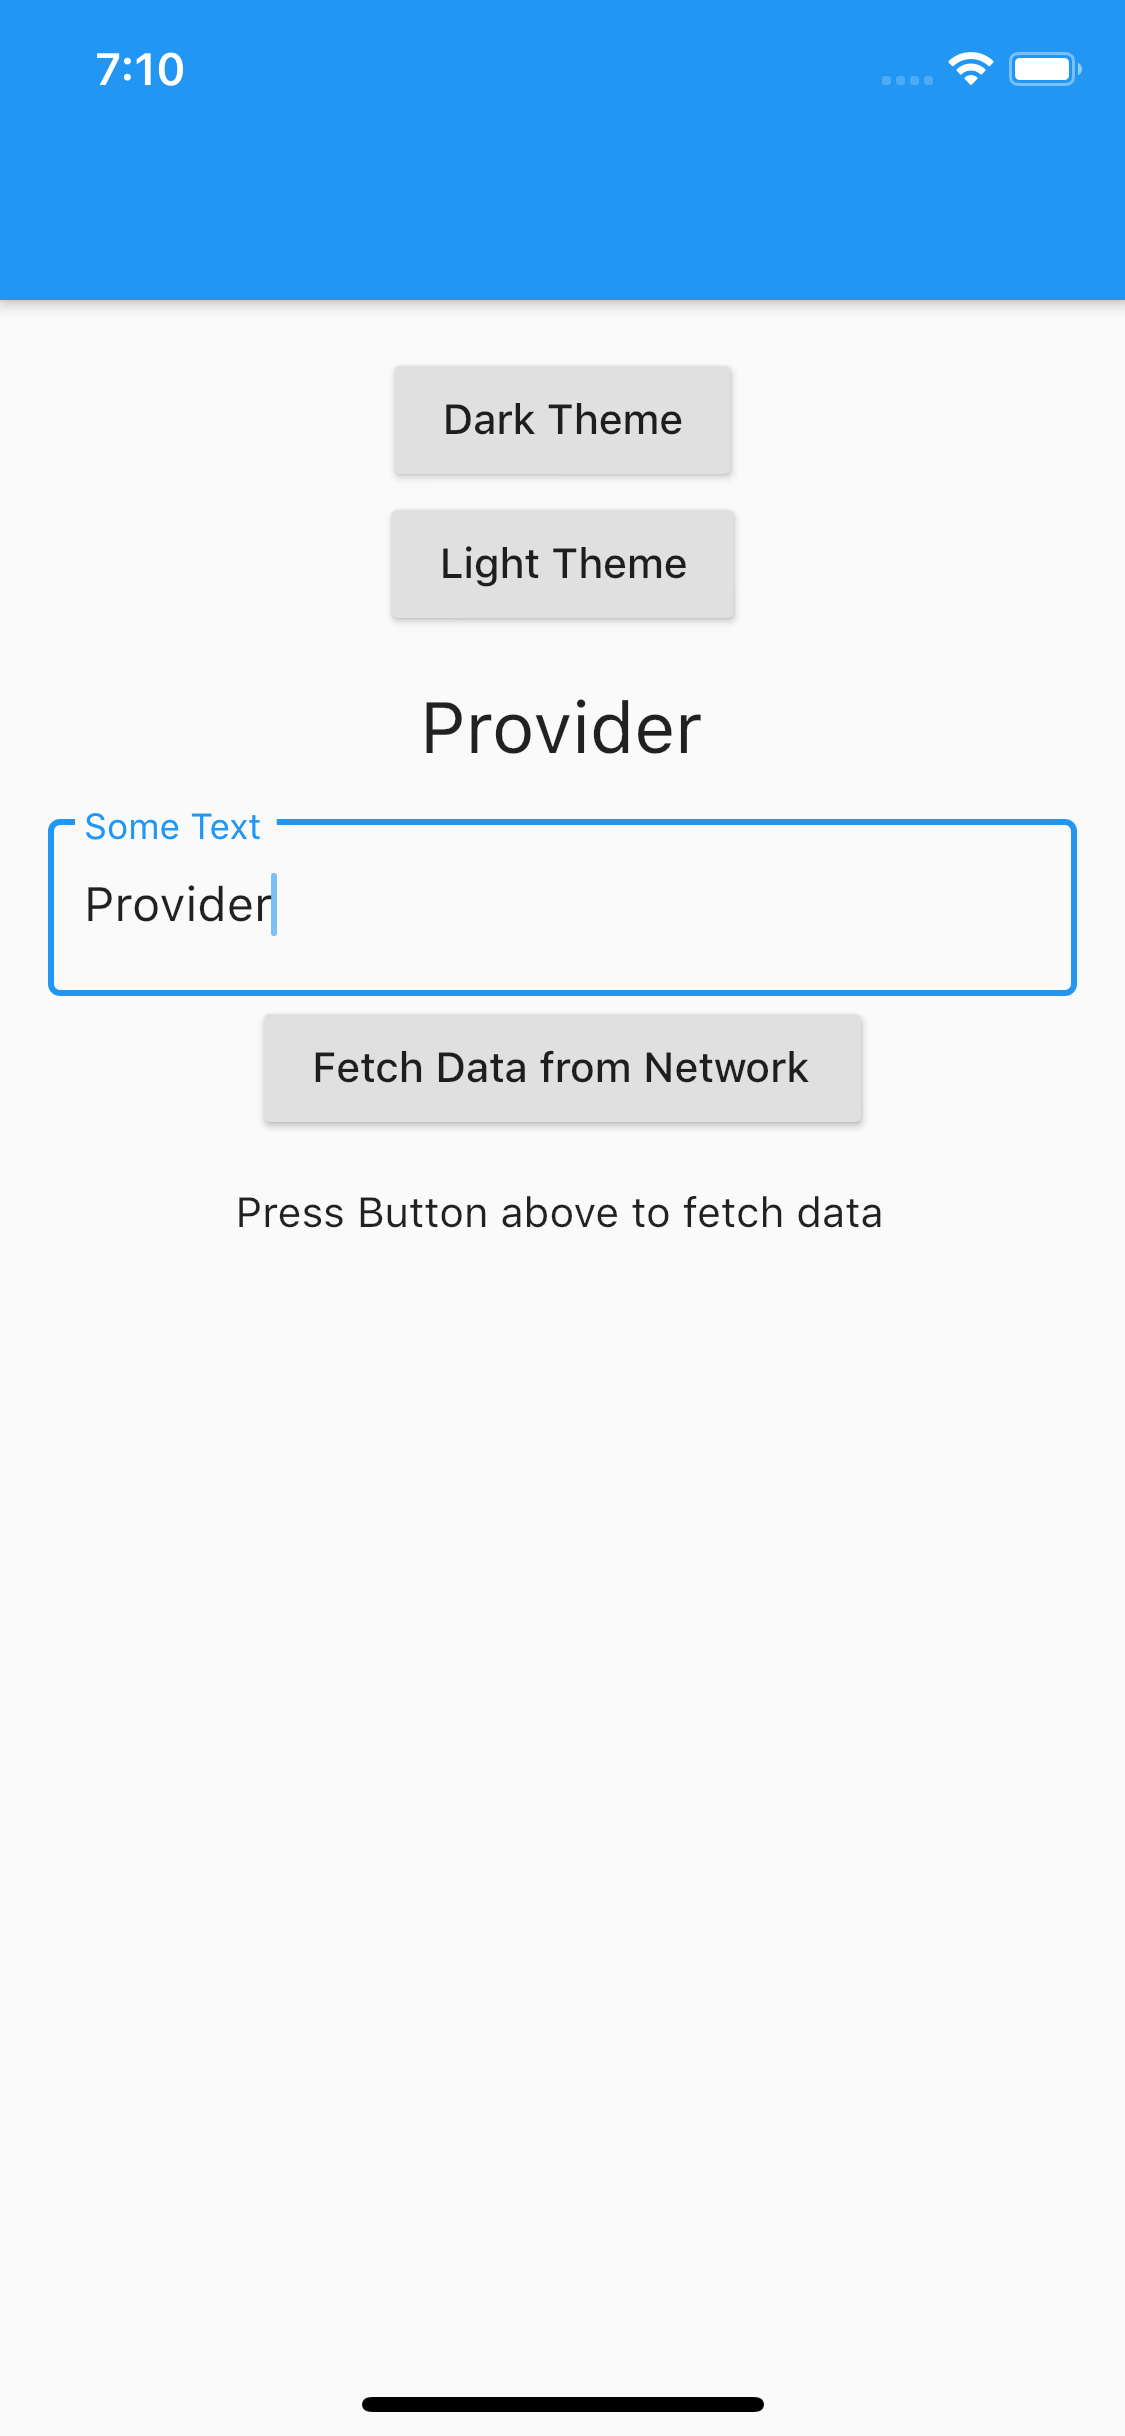 7:10
Dark Theme
Light Theme
Provider
Some Text
Provider
Fetch Data from Network
Press Button above to fetch data